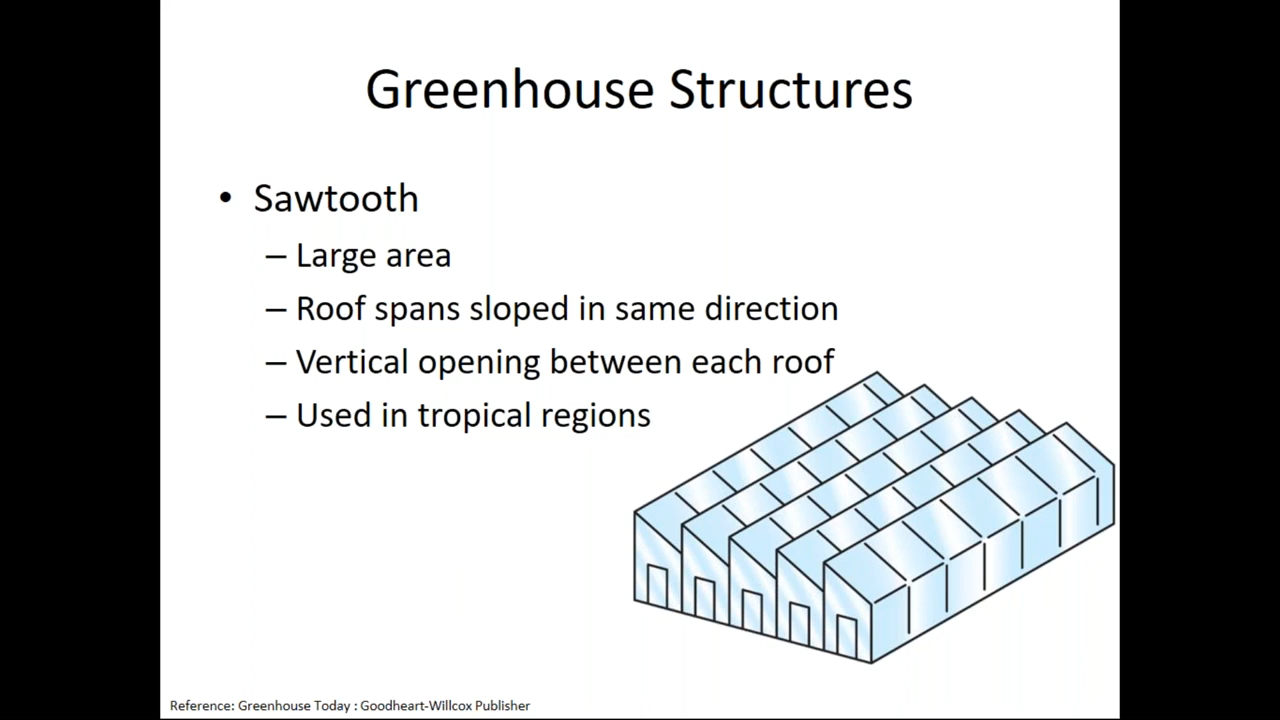 Greenhouse Structures
• Sawtooth
– Large area
– Roof spans sloped in same direction
– Vertical opening between each roof
– Used in tropical regions
Reference: Greenhouse Today : Goodheart-Willcox Publisher